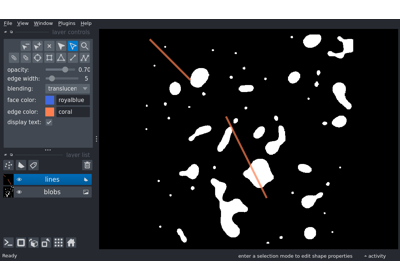 File View Window Plugins Help
layer controls
opacity: 0.70
edge width: 5
blending: translucen
face color: royalblue
edge color: coral
display text:
layer list
lines
blobs
Ready enter a selection mode to edit shape properties activity